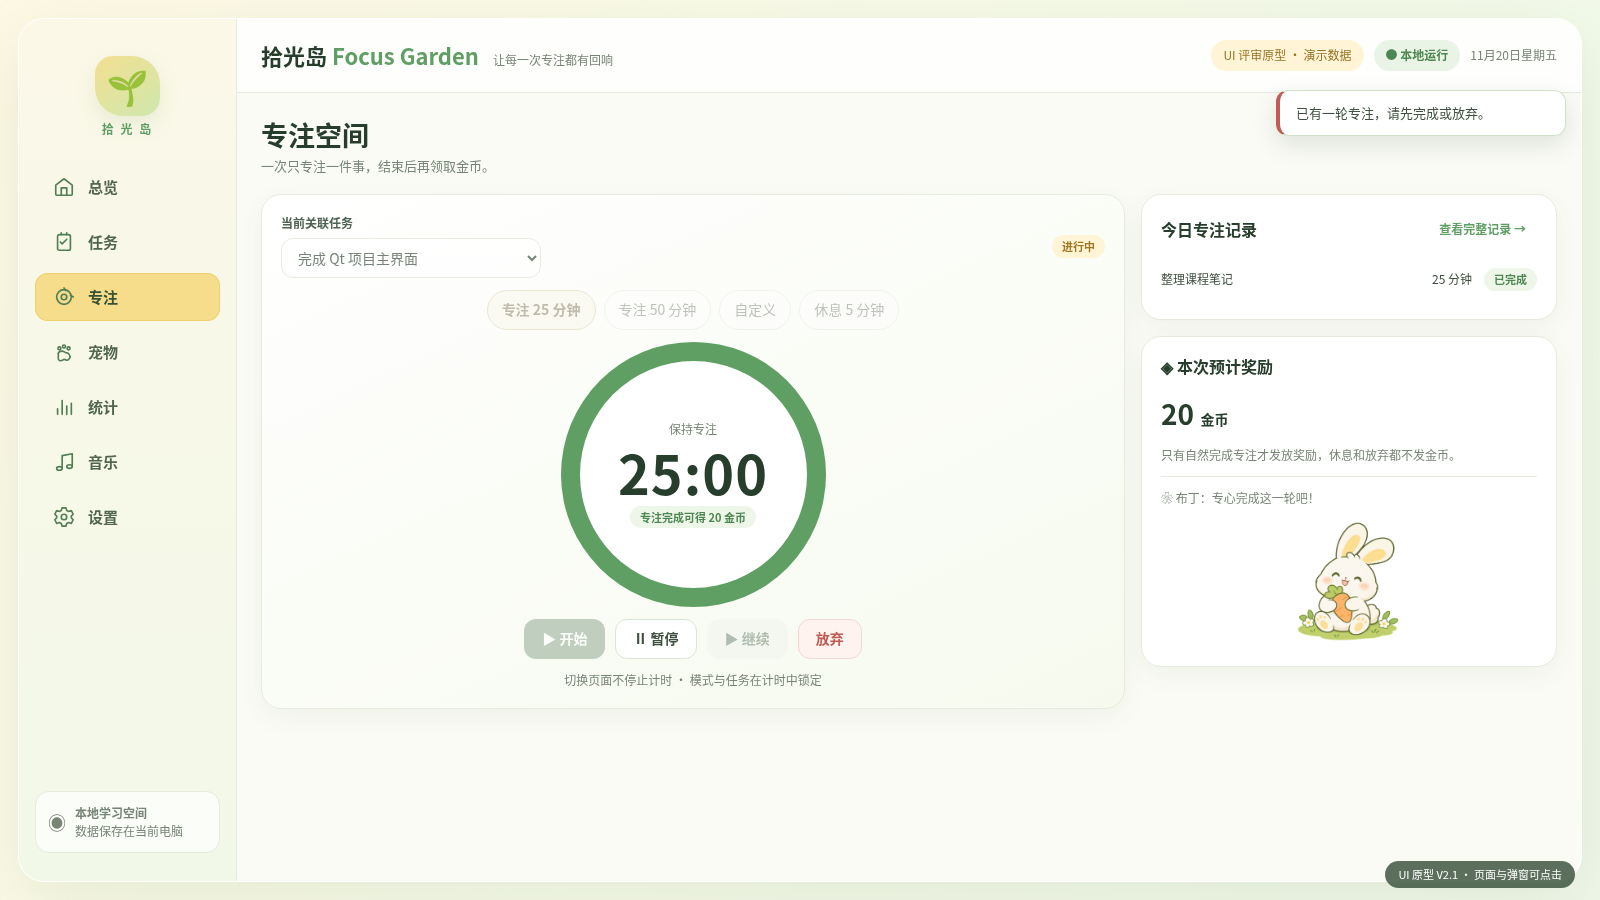 拾光岛
总览
任务
专注
宠物
统计
音乐
设置
本地学习空间
数据保存在当前电脑
拾光岛 Focus Garden 让每一次专注都有回响
UI 评审原型 · 演示数据
本地运行
11月20日星期五
已有一轮专注，请先完成或放弃。
专注空间
一次只专注一件事，结束后再领取金币。
当前关联任务
完成 Qt 项目主界面
进行中
专注 25 分钟
专注 50 分钟
自定义
休息 5 分钟
保持专注
25:00
专注完成可得 20 金币
开始
暂停
继续
放弃
切换页面不停止计时 · 模式与任务在计时中锁定
今日专注记录
查看完整记录 →
整理课程笔记
25 分钟
已完成
◈ 本次预计奖励
20 金币
只有自然完成专注才发放奖励，休息和放弃都不发金币。
布丁：专心完成这一轮吧！
UI 原型 V2.1 · 页面与弹窗可点击